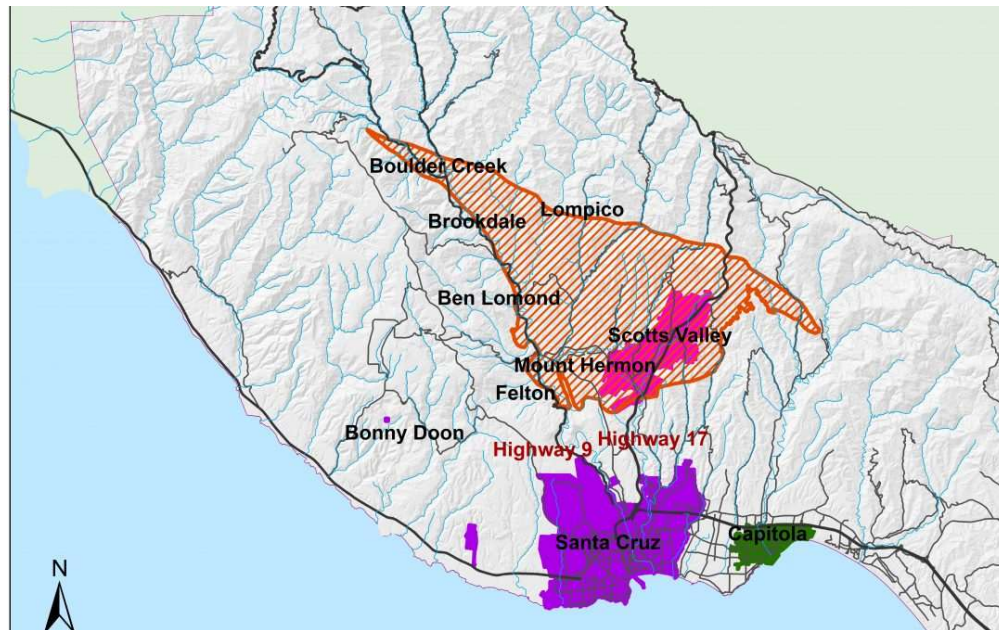 Boulder Creek
Lompico
Brookdale
Ben Lomond
Scotts Valley
Mount Hermon
Felton
Bonny Doon
Highway 9
Highway 17
Santa Cruz
Capitola
N